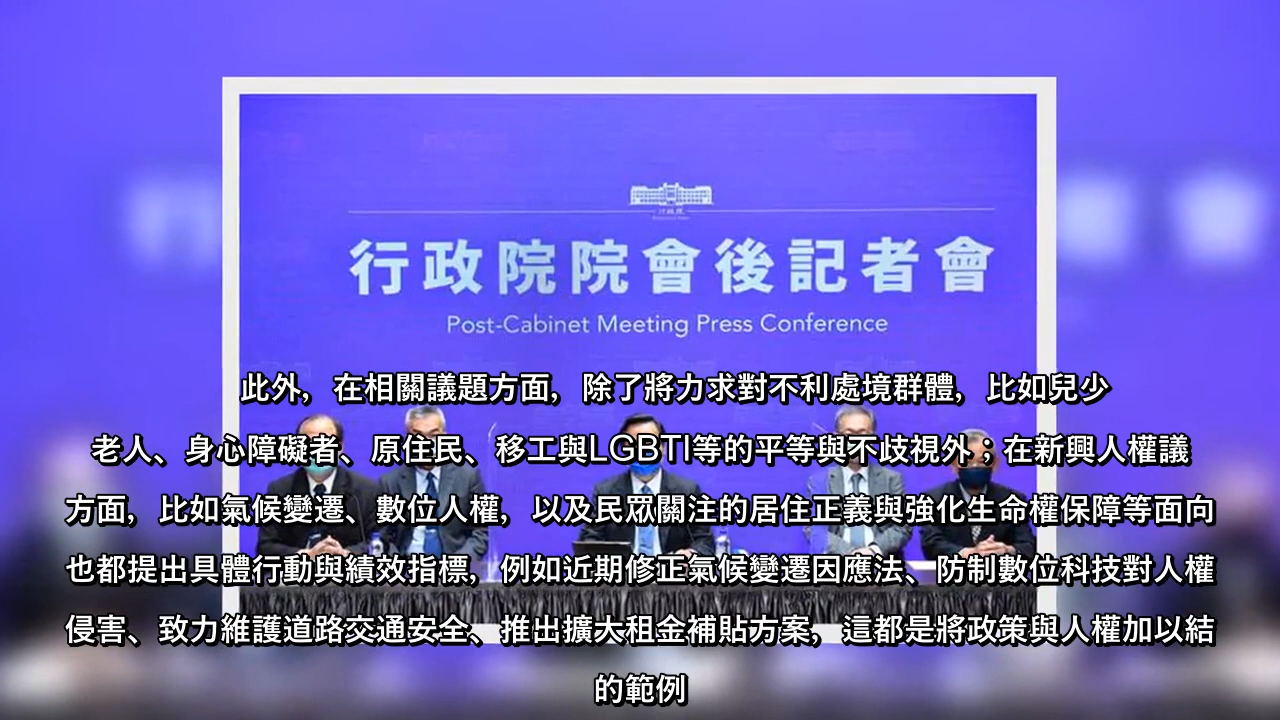 行政院院會後記者會
Post-Cabinet Meeting Press Conference
此外，在相關議題方面，除了將力求對不利處境群體，比如兒少
老人、身心障礙者、原住民、移工與LGBTI等的平等與不歧視外；在新興人權議
方面，比如氣候變遷、數位人權，以及民眾關注的居住正義與強化生命權保障等面向
也都提出具體行動與績效指標，例如近期修正氣候變遷因應法、防制數位科技對人權
侵害、致力維護道路交通安全、推出擴大租金補貼方案，這都是將政策與人權加以結
的範例